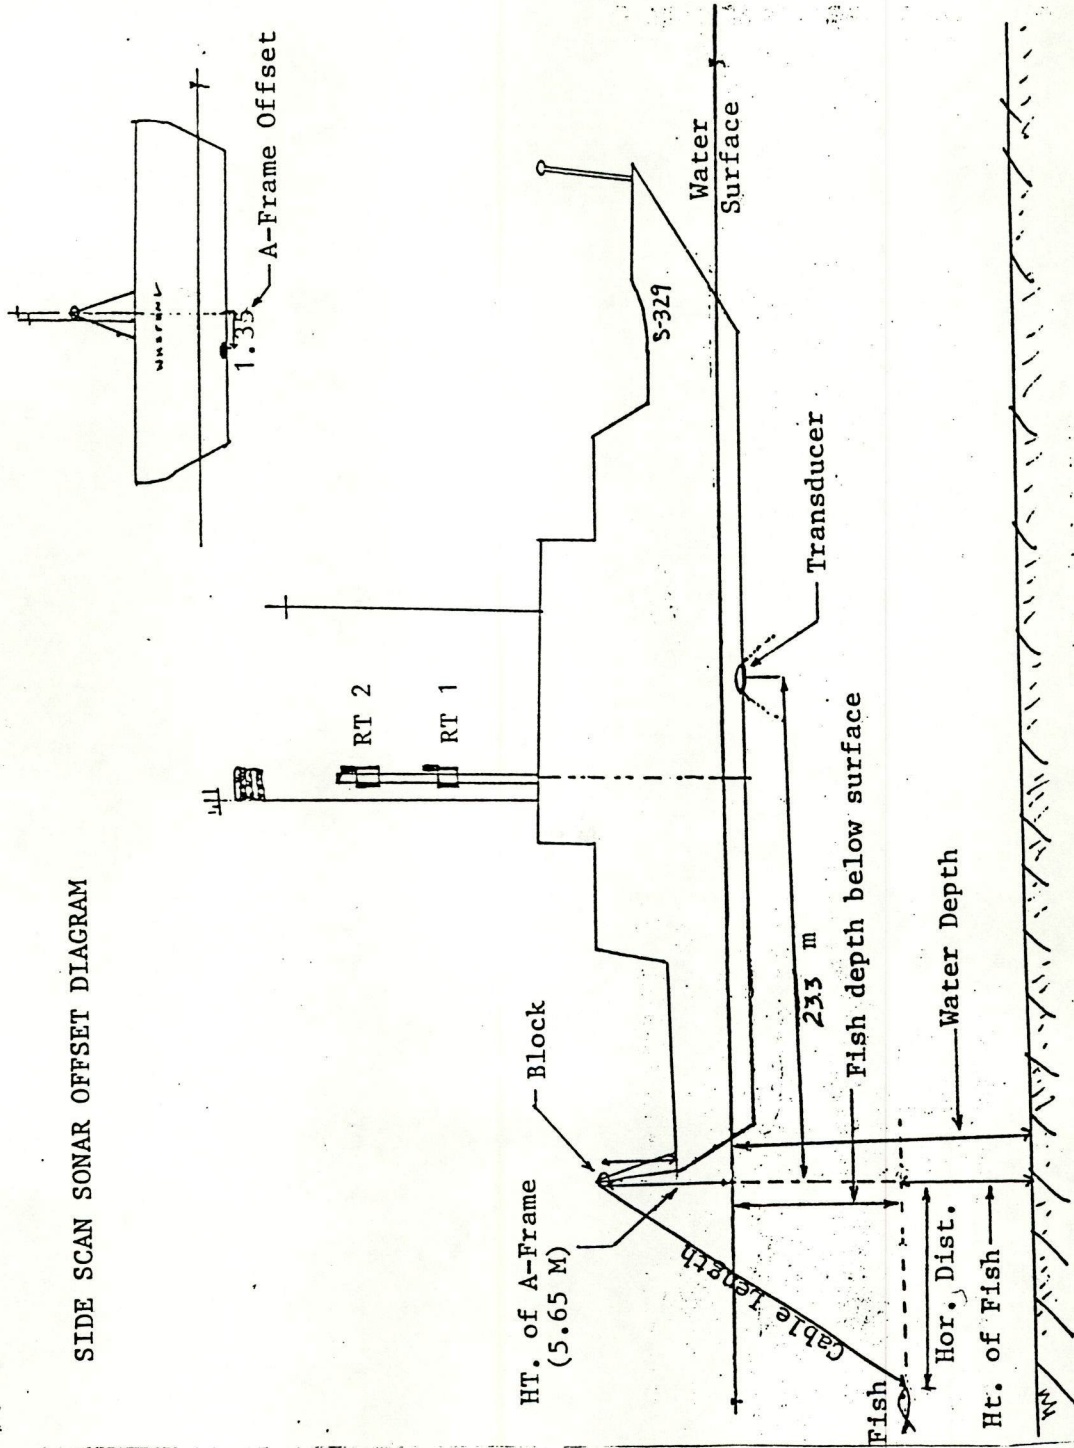 SIDE SCAN SONAR OFFSET DIAGRAM
A-Frame Offset
1.35
RT 2
RT 1
S-329
Water
Surface
Block
HT. of A-Frame
(5.65 M)
Transducer
Cable Length
23.3 m
Fish depth below surface
Water Depth
Fish
Hor. Dist.
Ht. of Fish